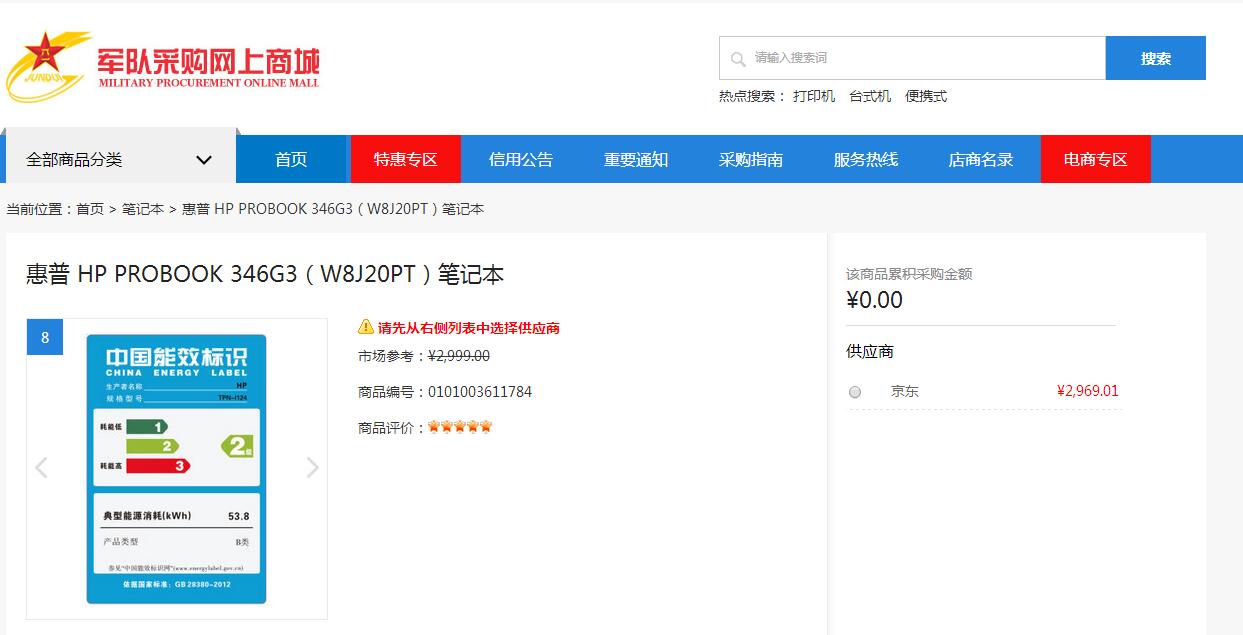 军队采购网上商城
JUNDUI
MILITARY PROCUREMENT ONLINE MALL
请输入搜索词
搜索
热点搜索： 打印机 台式机 便携式
全部商品分类
首页 特惠专区 信用公告 重要通知 采购指南 服务热线 店商名录 电商专区
当前位置：首页 > 笔记本 > 惠普 HP PROBOOK 346G3（W8J20PT）笔记本
惠普 HP PROBOOK 346G3（W8J20PT）笔记本
8
中国能效标识
CHINA ENERGY LABEL
生产者名称 HP
规格型号 TPN-I124
耗能低 1
2
耗能高 3
2级
典型能源消耗(kWh) 53.8
产品类型 B类
参见"中国能效标识网"(www.energylabel.gov.cn)
依据国家标准：GB 28380-2012
请先从右侧列表中选择供应商
市场参考：¥2,999.00
商品编号：0101003611784
商品评价：
该商品累积采购金额
¥0.00
供应商
京东 ¥2,969.01